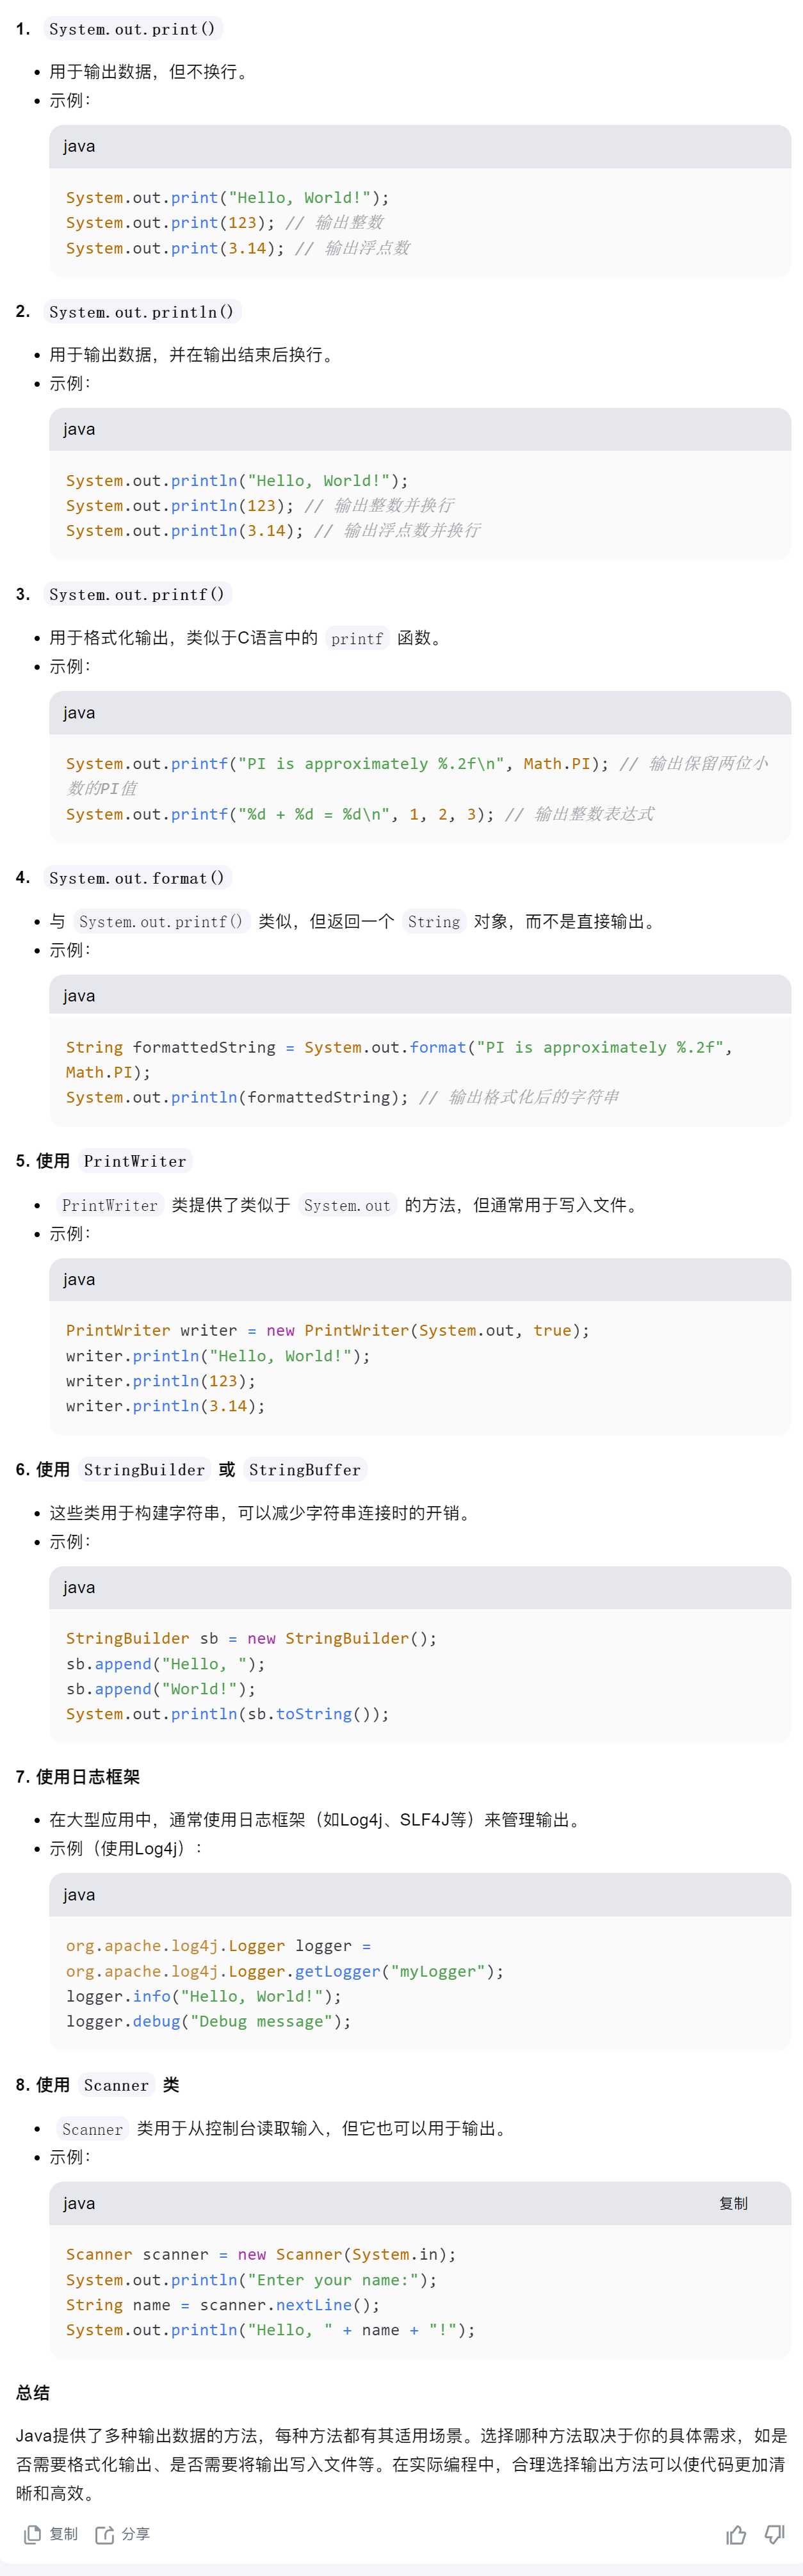 1. System.out.print()
• 用于输出数据，但不换行。
• 示例：
java
System.out.print("Hello, World!");
System.out.print(123); // 输出整数
System.out.print(3.14); // 输出浮点数
2. System.out.println()
• 用于输出数据，并在输出结束后换行。
• 示例：
java
System.out.println("Hello, World!");
System.out.println(123); // 输出整数并换行
System.out.println(3.14); // 输出浮点数并换行
3. System.out.printf()
• 用于格式化输出，类似于C语言中的 printf 函数。
• 示例：
java
System.out.printf("PI is approximately %.2f\n", Math.PI); // 输出保留两位小
数的PI值
System.out.printf("%d + %d = %d\n", 1, 2, 3); // 输出整数表达式
4. System.out.format()
• 与 System.out.printf() 类似，但返回一个 String 对象，而不是直接输出。
• 示例：
java
String formattedString = System.out.format("PI is approximately %.2f",
Math.PI);
System.out.println(formattedString); // 输出格式化后的字符串
5. 使用 PrintWriter
• PrintWriter 类提供了类似于 System.out 的方法，但通常用于写入文件。
• 示例：
java
PrintWriter writer = new PrintWriter(System.out, true);
writer.println("Hello, World!");
writer.println(123);
writer.println(3.14);
6. 使用 StringBuilder 或 StringBuffer
• 这些类用于构建字符串，可以减少字符串连接时的开销。
• 示例：
java
StringBuilder sb = new StringBuilder();
sb.append("Hello, ");
sb.append("World!");
System.out.println(sb.toString());
7. 使用日志框架
• 在大型应用中，通常使用日志框架（如Log4j、SLF4J等）来管理输出。
• 示例（使用Log4j）：
java
org.apache.log4j.Logger logger =
org.apache.log4j.Logger.getLogger("myLogger");
logger.info("Hello, World!");
logger.debug("Debug message");
8. 使用 Scanner 类
• Scanner 类用于从控制台读取输入，但它也可以用于输出。
• 示例：
java 复制
Scanner scanner = new Scanner(System.in);
System.out.println("Enter your name:");
String name = scanner.nextLine();
System.out.println("Hello, " + name + "!");
总结
Java提供了多种输出数据的方法，每种方法都有其适用场景。选择哪种方法取决于你的具体需求，如是
否需要格式化输出、是否需要将输出写入文件等。在实际编程中，合理选择输出方法可以使代码更加清
晰和高效。
复制 分享